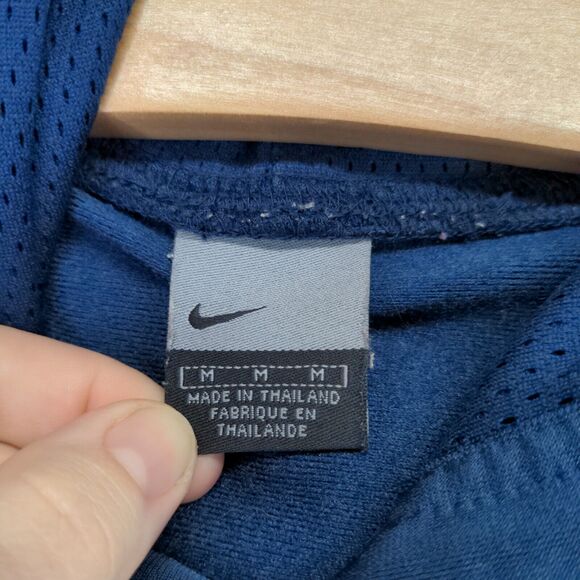 M M M
MADE IN THAILAND
FABRIQUE EN
THAILANDE